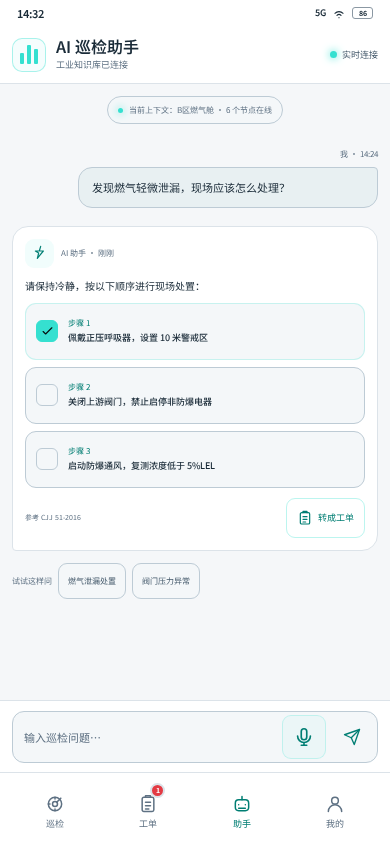 14:32
5G
86
AI 巡检助手
工业知识库已连接
实时连接
当前上下文：B区燃气舱 · 6 个节点在线
我 · 14:24
发现燃气轻微泄漏，现场应该怎么处理？
AI 助手 · 刚刚
请保持冷静，按以下顺序进行现场处置：
步骤 1
佩戴正压呼吸器，设置 10 米警戒区
步骤 2
关闭上游阀门，禁止启停非防爆电器
步骤 3
启动防爆通风，复测浓度低于 5%LEL
参考 CJJ 51-2016
转成工单
试试这样问
燃气泄漏处置
阀门压力异常
输入巡检问题…
巡检
1
工单
助手
我的